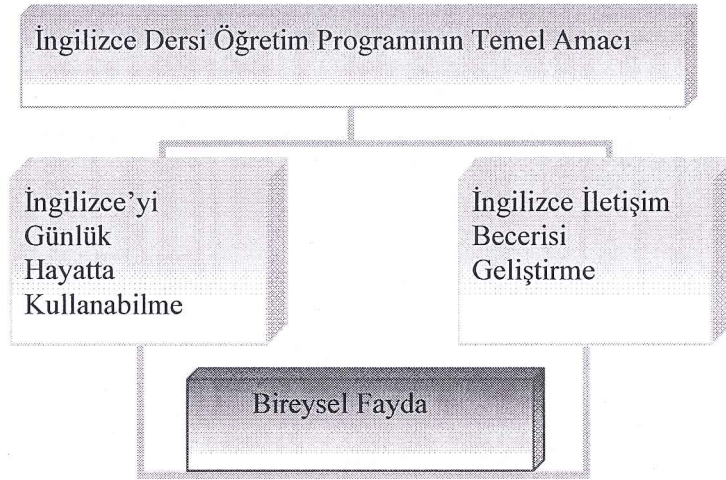 İngilizce Dersi Öğretim Programının Temel Amacı
İngilizce’yi
Günlük
Hayatta
Kullanabilme
İngilizce İletişim
Becerisi
Geliştirme
Bireysel Fayda